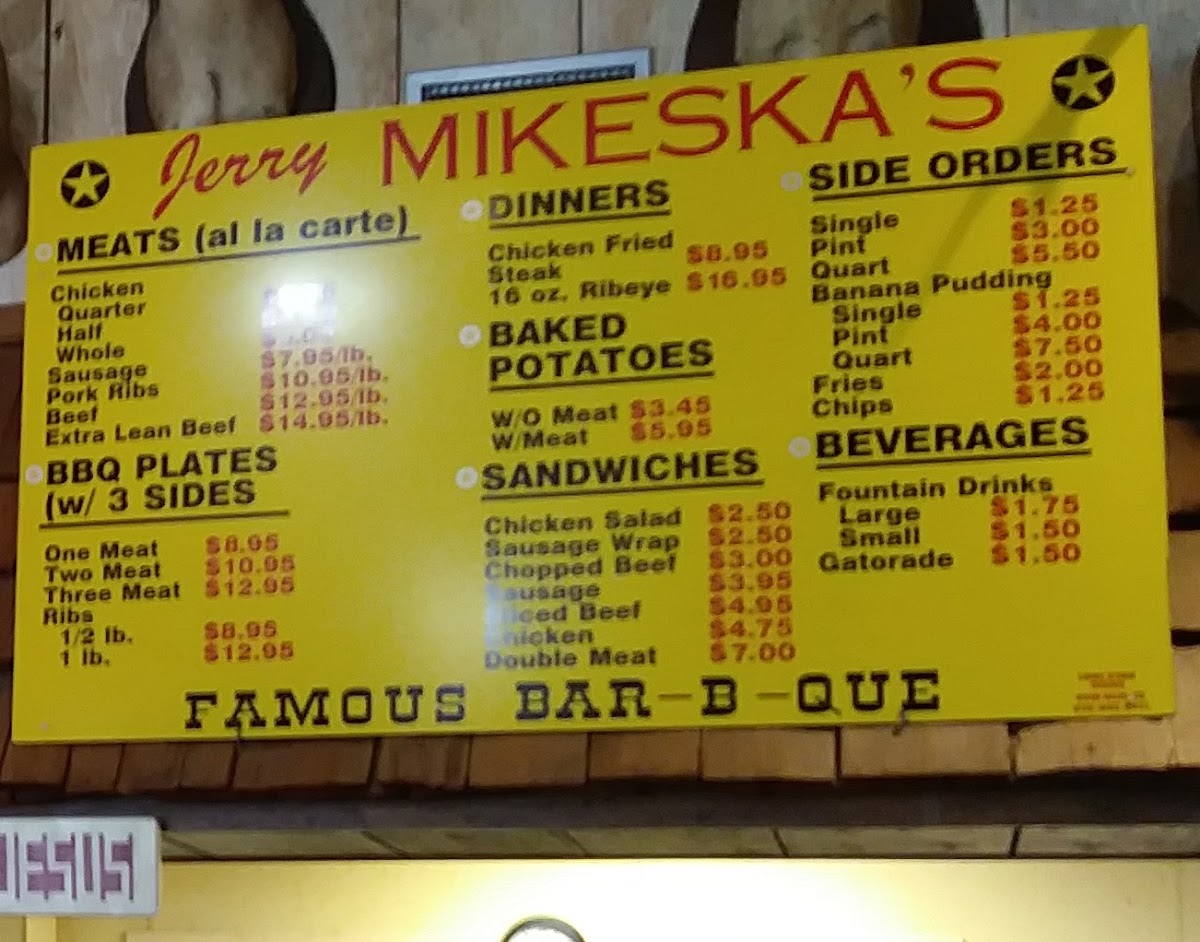 Jerry MIKESKA'S
MEATS (al la carte)
Chicken
Quarter
Half
Whole
Sausage $7.95/lb.
Pork Ribs $10.95/lb.
Beef $12.95/lb.
Extra Lean Beef $14.95/lb.
BBQ PLATES
(w/ 3 SIDES
One Meat $8.95
Two Meat $10.95
Three Meat $12.95
Ribs
1/2 lb. $8.95
1 lb. $12.95
DINNERS
Chicken Fried
Steak $8.95
16 oz. Ribeye $16.95
BAKED
POTATOES
W/O Meat $3.45
W/Meat $5.95
SANDWICHES
Chicken Salad $2.50
Sausage Wrap $2.50
Chopped Beef $3.00
Sausage $3.95
Sliced Beef $4.95
Chicken $4.75
Double Meat $7.00
SIDE ORDERS
Single $1.25
Pint $3.00
Quart $5.50
Banana Pudding
Single $1.25
Pint $4.00
Quart $7.50
Fries $2.00
Chips $1.25
BEVERAGES
Fountain Drinks
Large $1.75
Small $1.50
Gatorade $1.50
FAMOUS BAR-B-QUE
JESUS